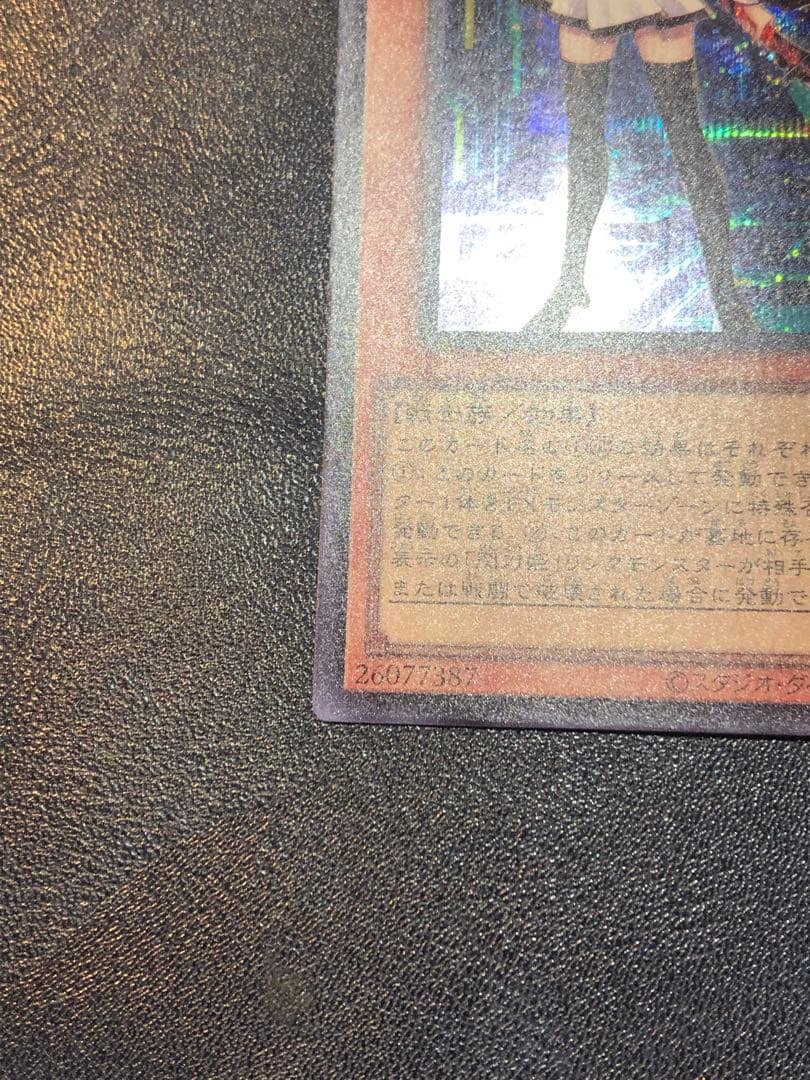 【戦士族／効果】
このカード名の①②の効果はそれぞれ
①:このカードをリリースして発動でき
ター1体をEXモンスターゾーンに特殊召
発動できる。②:このカードが墓地に存
表示の「閃刀姫」リンクモンスターが相手
または戦闘で破壊された場合に発動で
26077387
©スタジオ・ダ